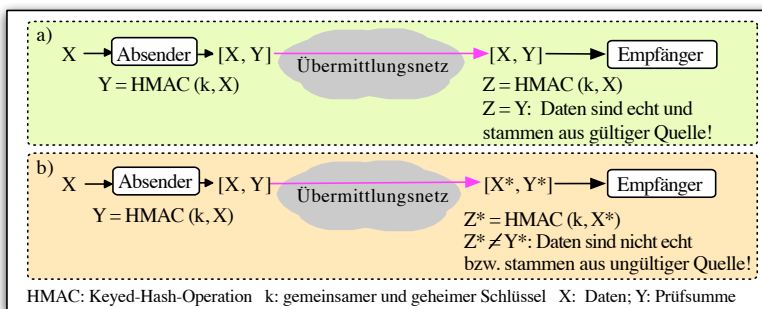 a)
X Absender [X, Y] Übermittlungsnetz [X, Y] Empfänger
Y = HMAC (k, X)
Z = HMAC (k, X)
Z = Y: Daten sind echt und
stammen aus gültiger Quelle!
b)
X Absender [X, Y] Übermittlungsnetz [X*, Y*] Empfänger
Y = HMAC (k, X)
Z* = HMAC (k, X*)
Z* ≠ Y*: Daten sind nicht echt
bzw. stammen aus ungültiger Quelle!
HMAC: Keyed-Hash-Operation k: gemeinsamer und geheimer Schlüssel X: Daten; Y: Prüfsumme